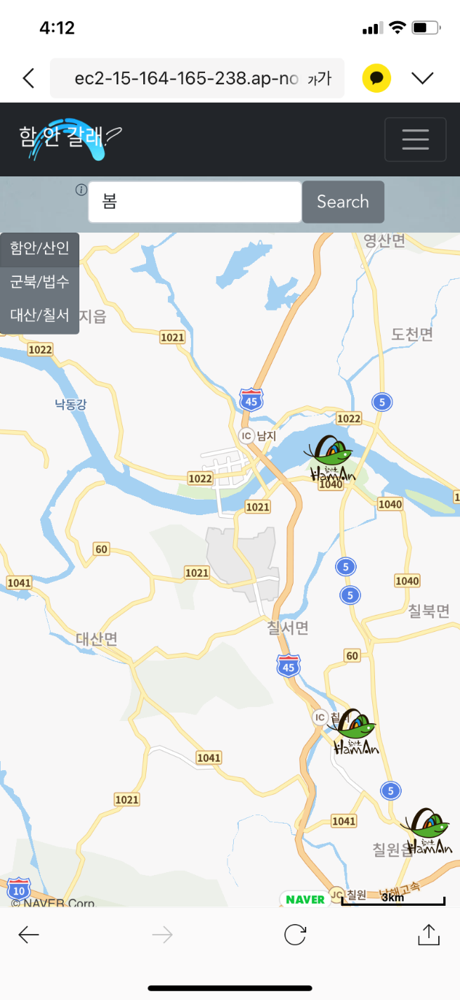 4:12
ec2-15-164-165-238.ap-no 가가
함 안 갈래?
i 봄 Search
함안/산인
군북/법수
대산/칠서
영산면
지읍
1021
도천면
1022
낙동강
45
5
1022
IC 남지
HamAn
1022
1040
1021
1040
60
5
1021
1041
5
1040
칠북면
칠서면
대산면
60
45
IC 칠
HamAn
1041
5
1021
1041
칠원읍
HamAn
10
© NAVER Corp.
NAVER
JC 칠원
남해고속
3km